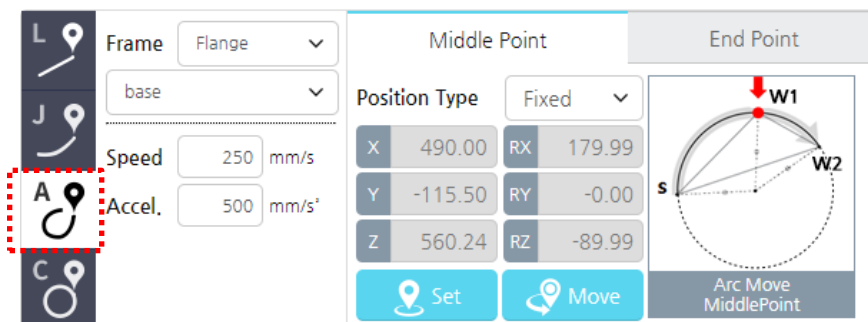 L
J
A
C
Frame Flange
base
Speed 250 mm/s
Accel. 500 mm/s²
Middle Point End Point
Position Type Fixed
X 490.00 RX 179.99
Y -115.50 RY -0.00
Z 560.24 RZ -89.99
Set Move
W1
W2
s
Arc Move
MiddlePoint